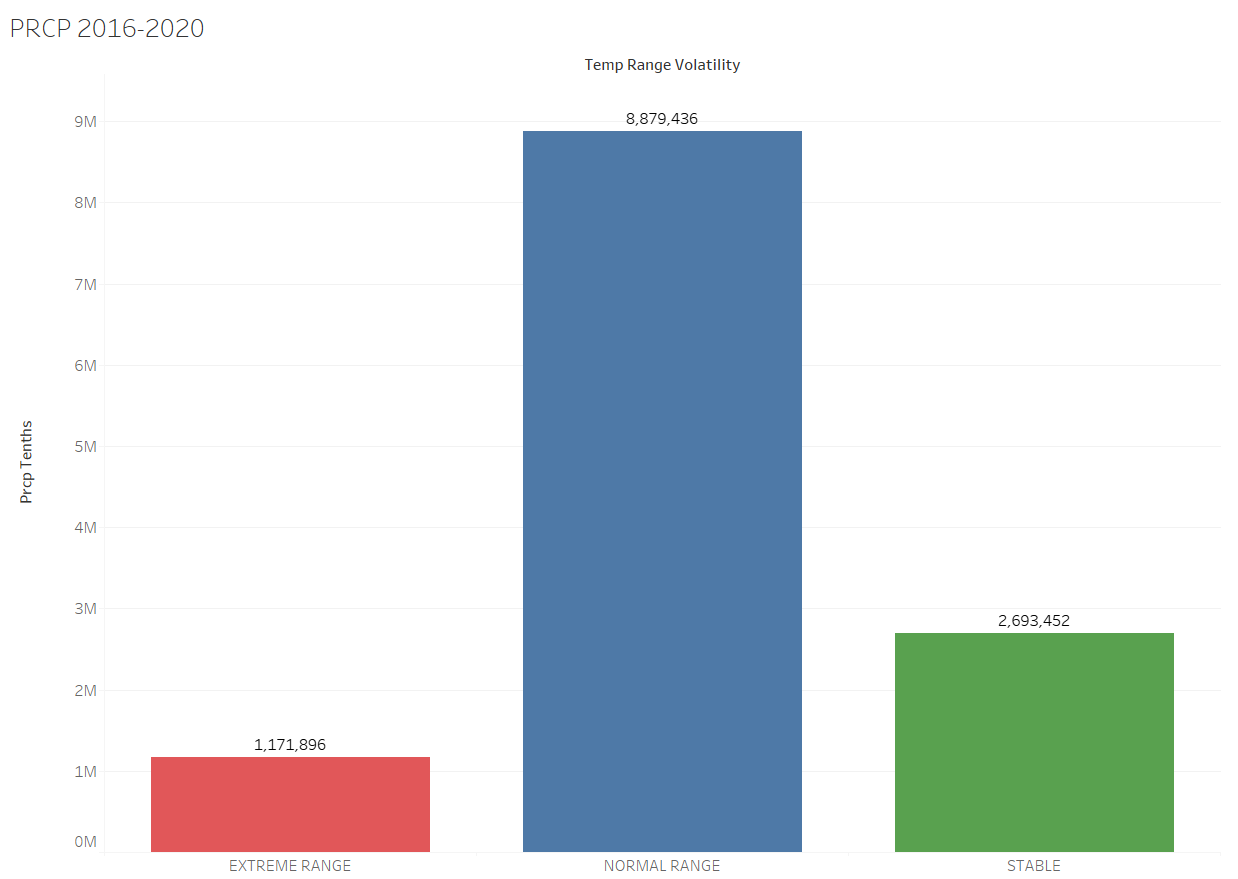 PRCP 2016-2020
Temp Range Volatility
Prcp Tenths
9M
8M
7M
6M
5M
4M
3M
2M
1M
0M
8,879,436
2,693,452
1,171,896
EXTREME RANGE
NORMAL RANGE
STABLE